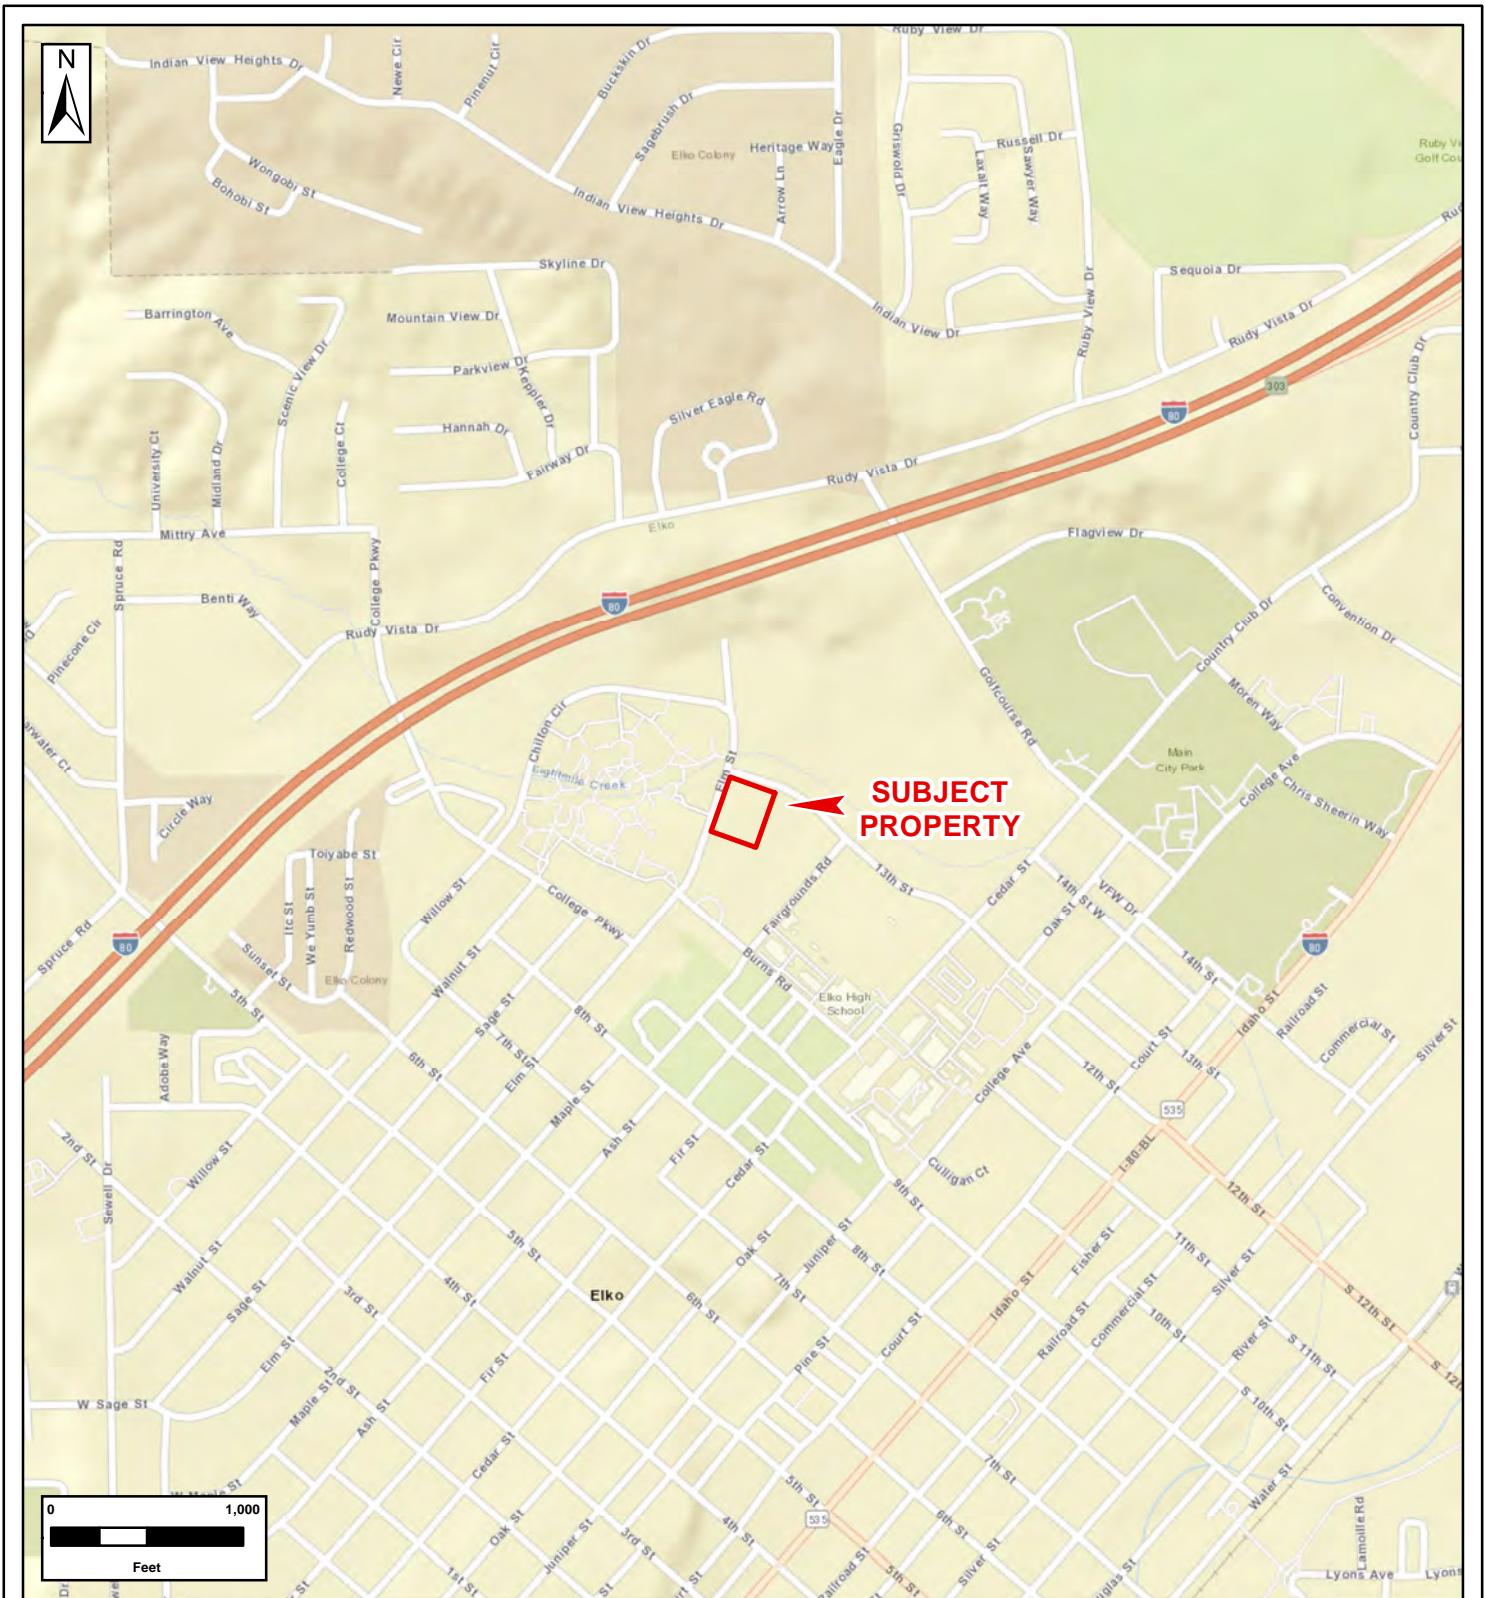 N
Indian View Heights Dr
Newe Cir
Pinenut Cir
Buckskin Dr
Ruby View Dr
Sagebrush Dr
Elko Colony
Heritage Way
Eagle Dr
Arrow Ln
Griswold Dr
Russell Dr
Laxalt Way
Sawyer Way
Wongobi St
Bohobi St
Indian View Heights Dr
Skyline Dr
Indian View Dr
Ruby View Dr
Sequoia Dr
Rudy Vista Dr
Barrington Ave
Mountain View Dr
Scenic View Dr
Parkview Dr
Keppler Dr
Hannah Dr
Fairway Dr
Silver Eagle Rd
303
80
Country Club Dr
University Ct
Midland Dr
College Ct
Rudy Vista Dr
Elko
Mittry Ave
Flagview Dr
Spruce Rd
College Pkwy
Benti Way
80
Rudy Vista Dr
Pinecone Cir
Convention Dr
Country Club Dr
Golfcourse Rd
Moren Way
Chilton Cir
Main
City Park
Eightmile Creek
Elm St
College Ave
Chris Sheerin Way
SUBJECT
PROPERTY
Circle Way
Toiyabe St
Itc St
We Yumb St
Redwood St
Willow St
College Pkwy
Fairgrounds Rd
13th St
Cedar St
14th St W
VFW Dr
Oak St
Spruce Rd
80
Sunset St
Elko Colony
Walnut St
Burns Rd
14th St
80
5th St
Sage St
8th St
Elko High
School
Idaho St
Railroad St
Commercial St
Silver St
Adobe Way
6th St
7th St
Elm St
Maple St
College Ave
12th St
Court St
13th St
535
2nd St
Sewell Dr
Willow St
Ash St
Fir St
Cedar St
Culligan Ct
I-80-BL
9th St
12th St
Walnut St
5th St
Oak St
Juniper St
8th St
Fisher St
11th St
Silver St
Sage St
3rd St
4th St
Elko
6th St
7th St
Idaho St
Commercial St
10th St
S 12th St
Elm St
Fir St
Pine St
Court St
Railroad St
River St
S 11th St
2nd St
W Sage St
Maple St
Ash St
S 10th St
Cedar St
7th St
Water St
5th St
535
6th St
4th St
Oak St
3rd St
Juniper St
1st St
5th St
Silver St
Lamoille Rd
Lyons Ave
Lyons
0 1,000
Feet